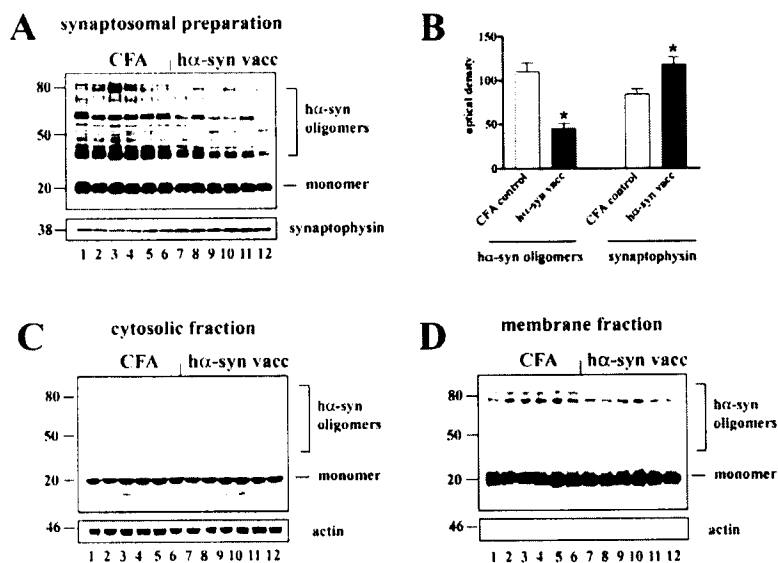 A
synaptosomal preparation
CFA hα-syn vacc
80
50
20
hα-syn
oligomers
monomer
38
synaptophysin
1 2 3 4 5 6 7 8 9 10 11 12
B
optical density
150
100
50
0
*
*
CFA control
hα-syn vacc
CFA control
hα-syn vacc
hα-syn oligomers
synaptophysin
C
cytosolic fraction
CFA hα-syn vacc
80
50
20
hα-syn
oligomers
monomer
46
actin
1 2 3 4 5 6 7 8 9 10 11 12
D
membrane fraction
CFA hα-syn vacc
80
50
20
hα-syn
oligomers
monomer
46
actin
1 2 3 4 5 6 7 8 9 10 11 12